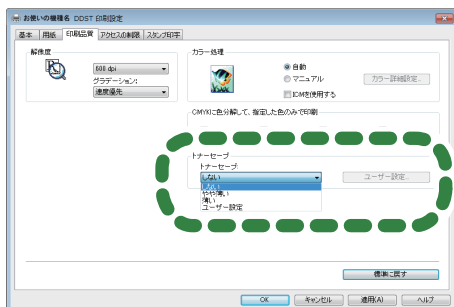 お使いの機種名 DDST 印刷設定
基本 用紙 印刷品質 アクセスの制限 スタンプ印字
解像度
600 dpi
グラデーション:
速度優先
カラー処理
自動
マニュアル
カラー詳細設定...
ICMを使用する
CMYKに色分解して、指定した色のみで印刷
トナーセーブ
トナーセーブ:
しない
ユーザー設定...
しない
やや薄い
薄い
ユーザー設定
標準に戻す
OK キャンセル 適用(A) ヘルプ